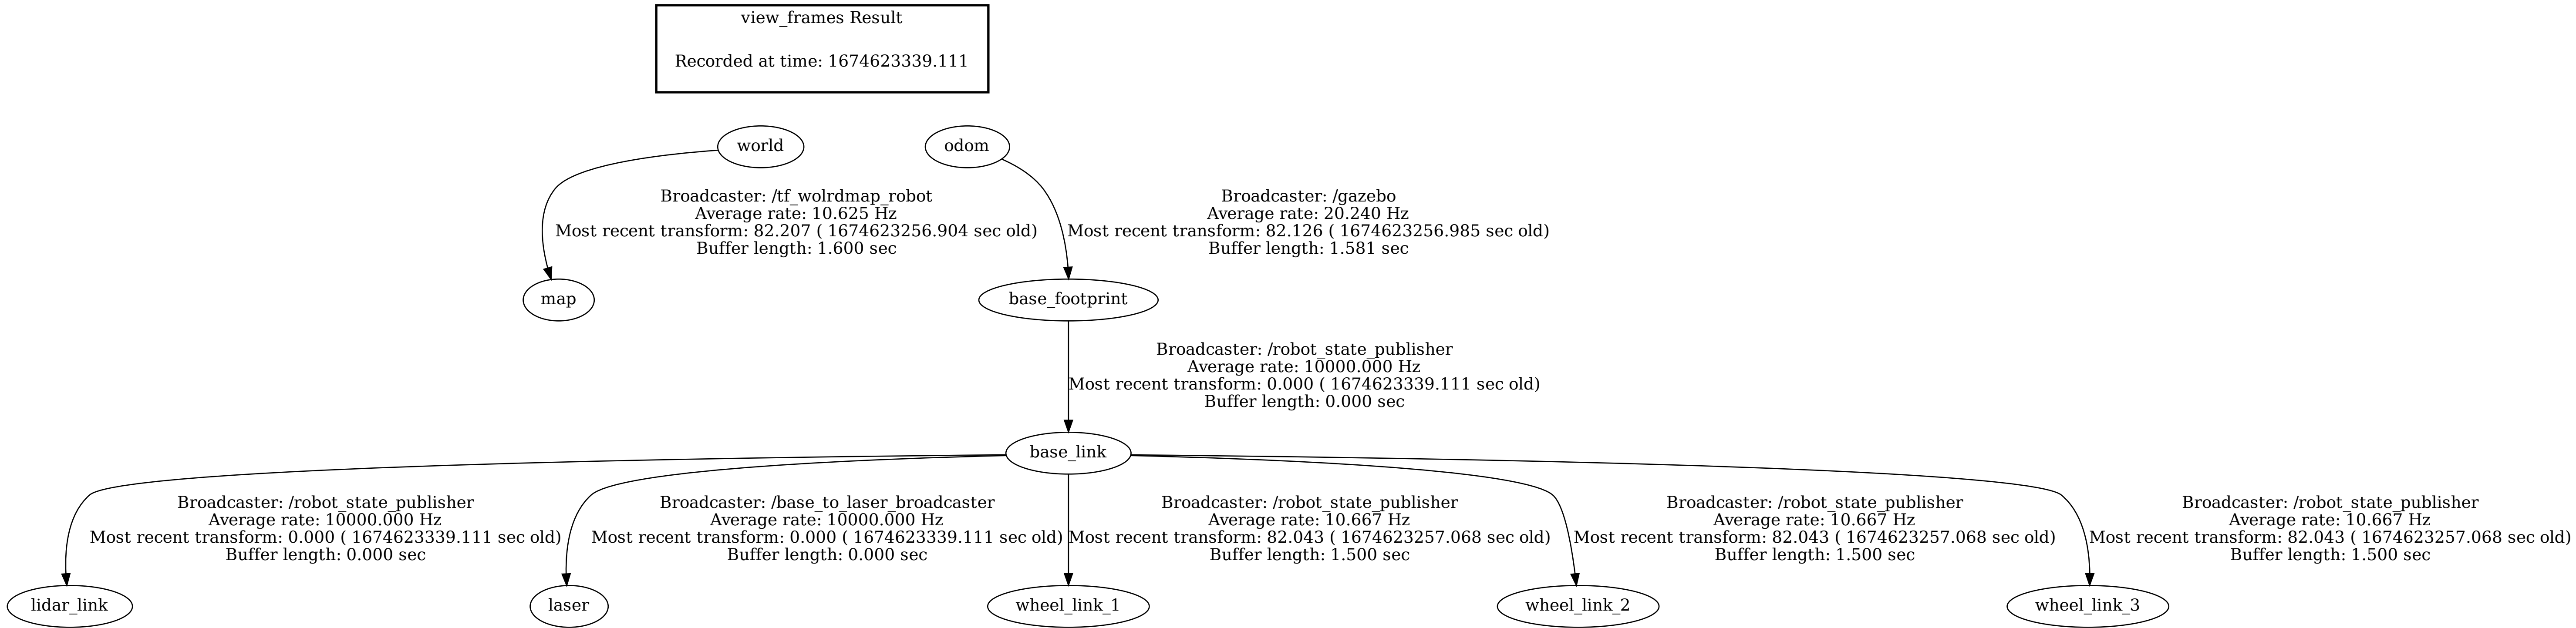 view_frames Result
Recorded at time: 1674623339.111
world
odom
Broadcaster: /tf_wolrdmap_robot
Average rate: 10.625 Hz
Most recent transform: 82.207 ( 1674623256.904 sec old)
Buffer length: 1.600 sec
Broadcaster: /gazebo
Average rate: 20.240 Hz
Most recent transform: 82.126 ( 1674623256.985 sec old)
Buffer length: 1.581 sec
map
base_footprint
Broadcaster: /robot_state_publisher
Average rate: 10000.000 Hz
Most recent transform: 0.000 ( 1674623339.111 sec old)
Buffer length: 0.000 sec
base_link
Broadcaster: /robot_state_publisher
Average rate: 10000.000 Hz
Most recent transform: 0.000 ( 1674623339.111 sec old)
Buffer length: 0.000 sec
Broadcaster: /base_to_laser_broadcaster
Average rate: 10000.000 Hz
Most recent transform: 0.000 ( 1674623339.111 sec old)
Buffer length: 0.000 sec
Broadcaster: /robot_state_publisher
Average rate: 10.667 Hz
Most recent transform: 82.043 ( 1674623257.068 sec old)
Buffer length: 1.500 sec
Broadcaster: /robot_state_publisher
Average rate: 10.667 Hz
Most recent transform: 82.043 ( 1674623257.068 sec old)
Buffer length: 1.500 sec
Broadcaster: /robot_state_publisher
Average rate: 10.667 Hz
Most recent transform: 82.043 ( 1674623257.068 sec old)
Buffer length: 1.500 sec
lidar_link
laser
wheel_link_1
wheel_link_2
wheel_link_3